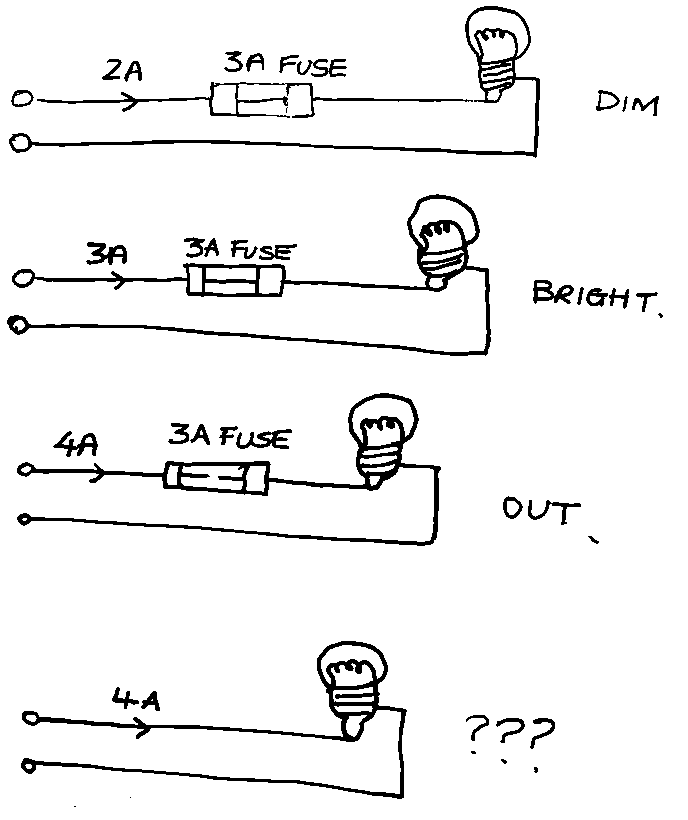 2A
3A FUSE
DIM
3A
3A FUSE
BRIGHT.
4A
3A FUSE
OUT.
4A
???